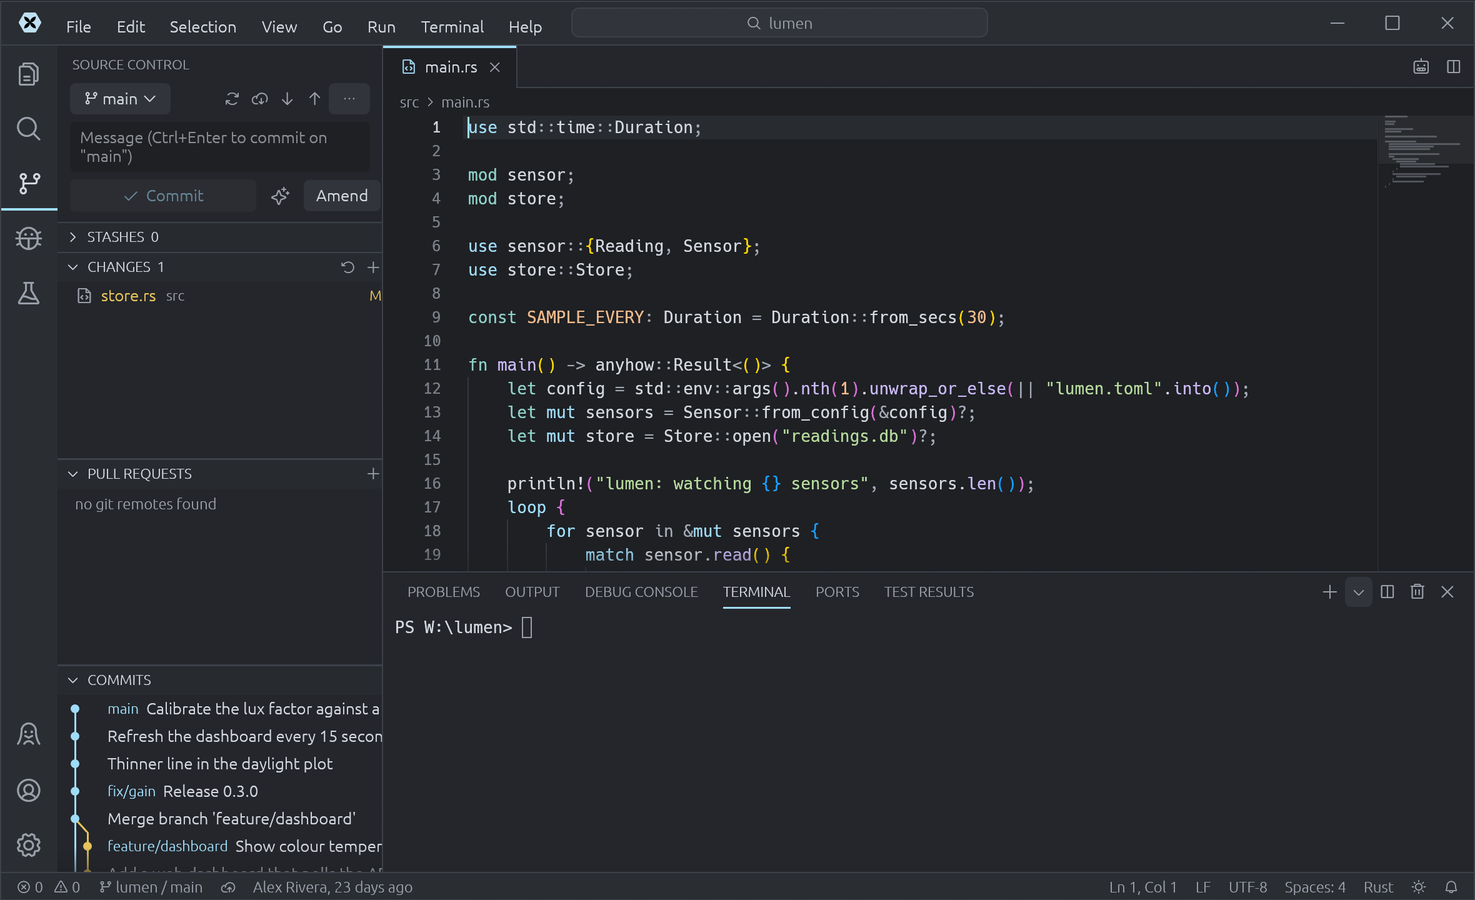 File Edit Selection View Go Run Terminal Help
lumen
SOURCE CONTROL
main
Message (Ctrl+Enter to commit on
"main")
Commit
Amend
STASHES 0
CHANGES 1
store.rs src M
PULL REQUESTS
no git remotes found
COMMITS
main Calibrate the lux factor against a
Refresh the dashboard every 15 secon
Thinner line in the daylight plot
fix/gain Release 0.3.0
Merge branch 'feature/dashboard'
feature/dashboard Show colour temper
main.rs
src > main.rs
1 use std::time::Duration;
2
3 mod sensor;
4 mod store;
5
6 use sensor::{Reading, Sensor};
7 use store::Store;
8
9 const SAMPLE_EVERY: Duration = Duration::from_secs(30);
10
11 fn main() -> anyhow::Result<()> {
12 let config = std::env::args().nth(1).unwrap_or_else(|| "lumen.toml".into());
13 let mut sensors = Sensor::from_config(&config)?;
14 let mut store = Store::open("readings.db")?;
15
16 println!("lumen: watching {} sensors", sensors.len());
17 loop {
18 for sensor in &mut sensors {
19 match sensor.read() {
PROBLEMS OUTPUT DEBUG CONSOLE TERMINAL PORTS TEST RESULTS
PS W:\lumen>
0 0 lumen / main Alex Rivera, 23 days ago Ln 1, Col 1 LF UTF-8 Spaces: 4 Rust